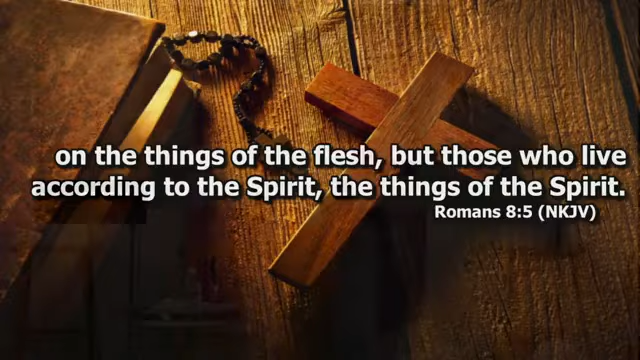 on the things of the flesh, but those who live
according to the Spirit, the things of the Spirit.
Romans 8:5 (NKJV)